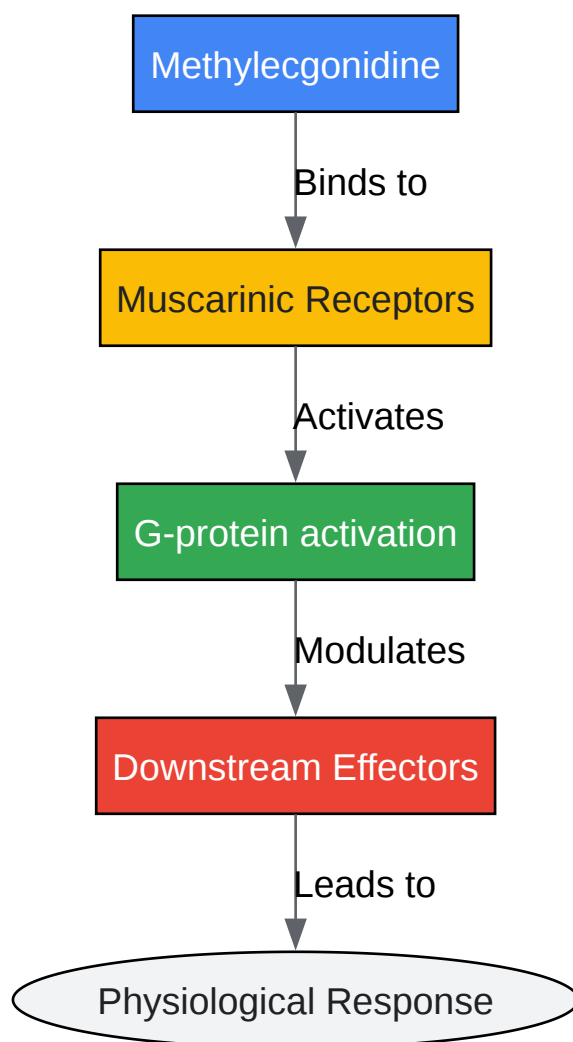 Methylecgonidine
Binds to
Muscarinic Receptors
Activates
G-protein activation
Modulates
Downstream Effectors
Leads to
Physiological Response